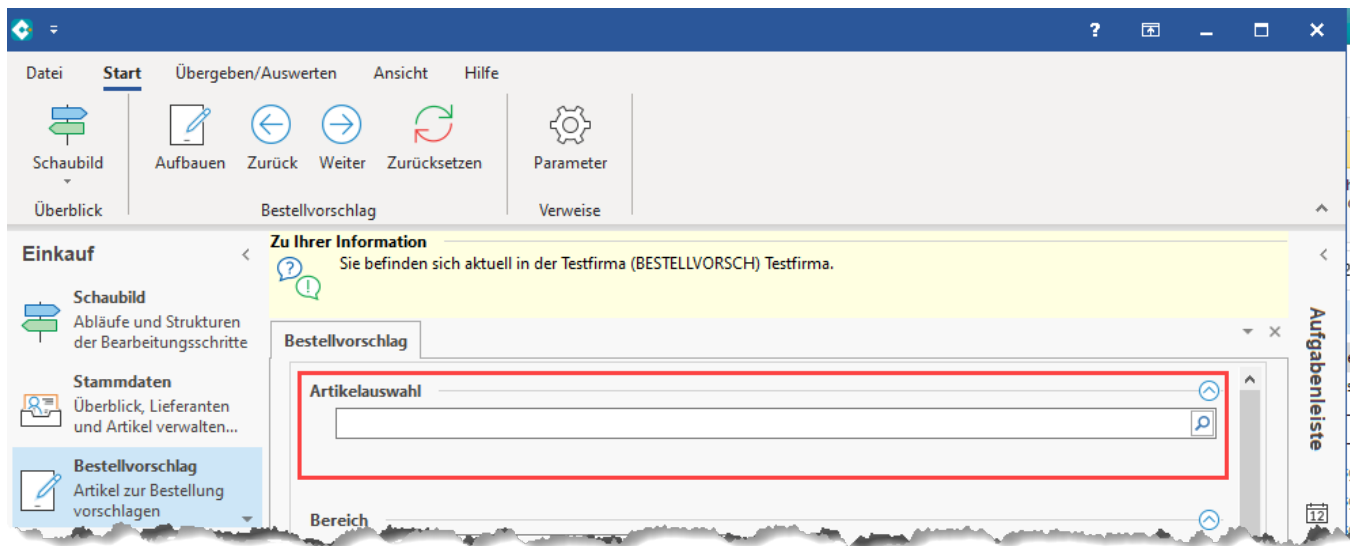 ?
Datei Start Übergeben/Auswerten Ansicht Hilfe
Schaubild Aufbauen Zurück Weiter Zurücksetzen Parameter
Überblick Bestellvorschlag Verweise
Einkauf
Schaubild
Abläufe und Strukturen
der Bearbeitungsschritte
Stammdaten
Überblick, Lieferanten
und Artikel verwalten...
Bestellvorschlag
Artikel zur Bestellung
vorschlagen
Zu Ihrer Information
Sie befinden sich aktuell in der Testfirma (BESTELLVORSCH) Testfirma.
Bestellvorschlag
Artikelauswahl
Bereich
Aufgabenleiste
12